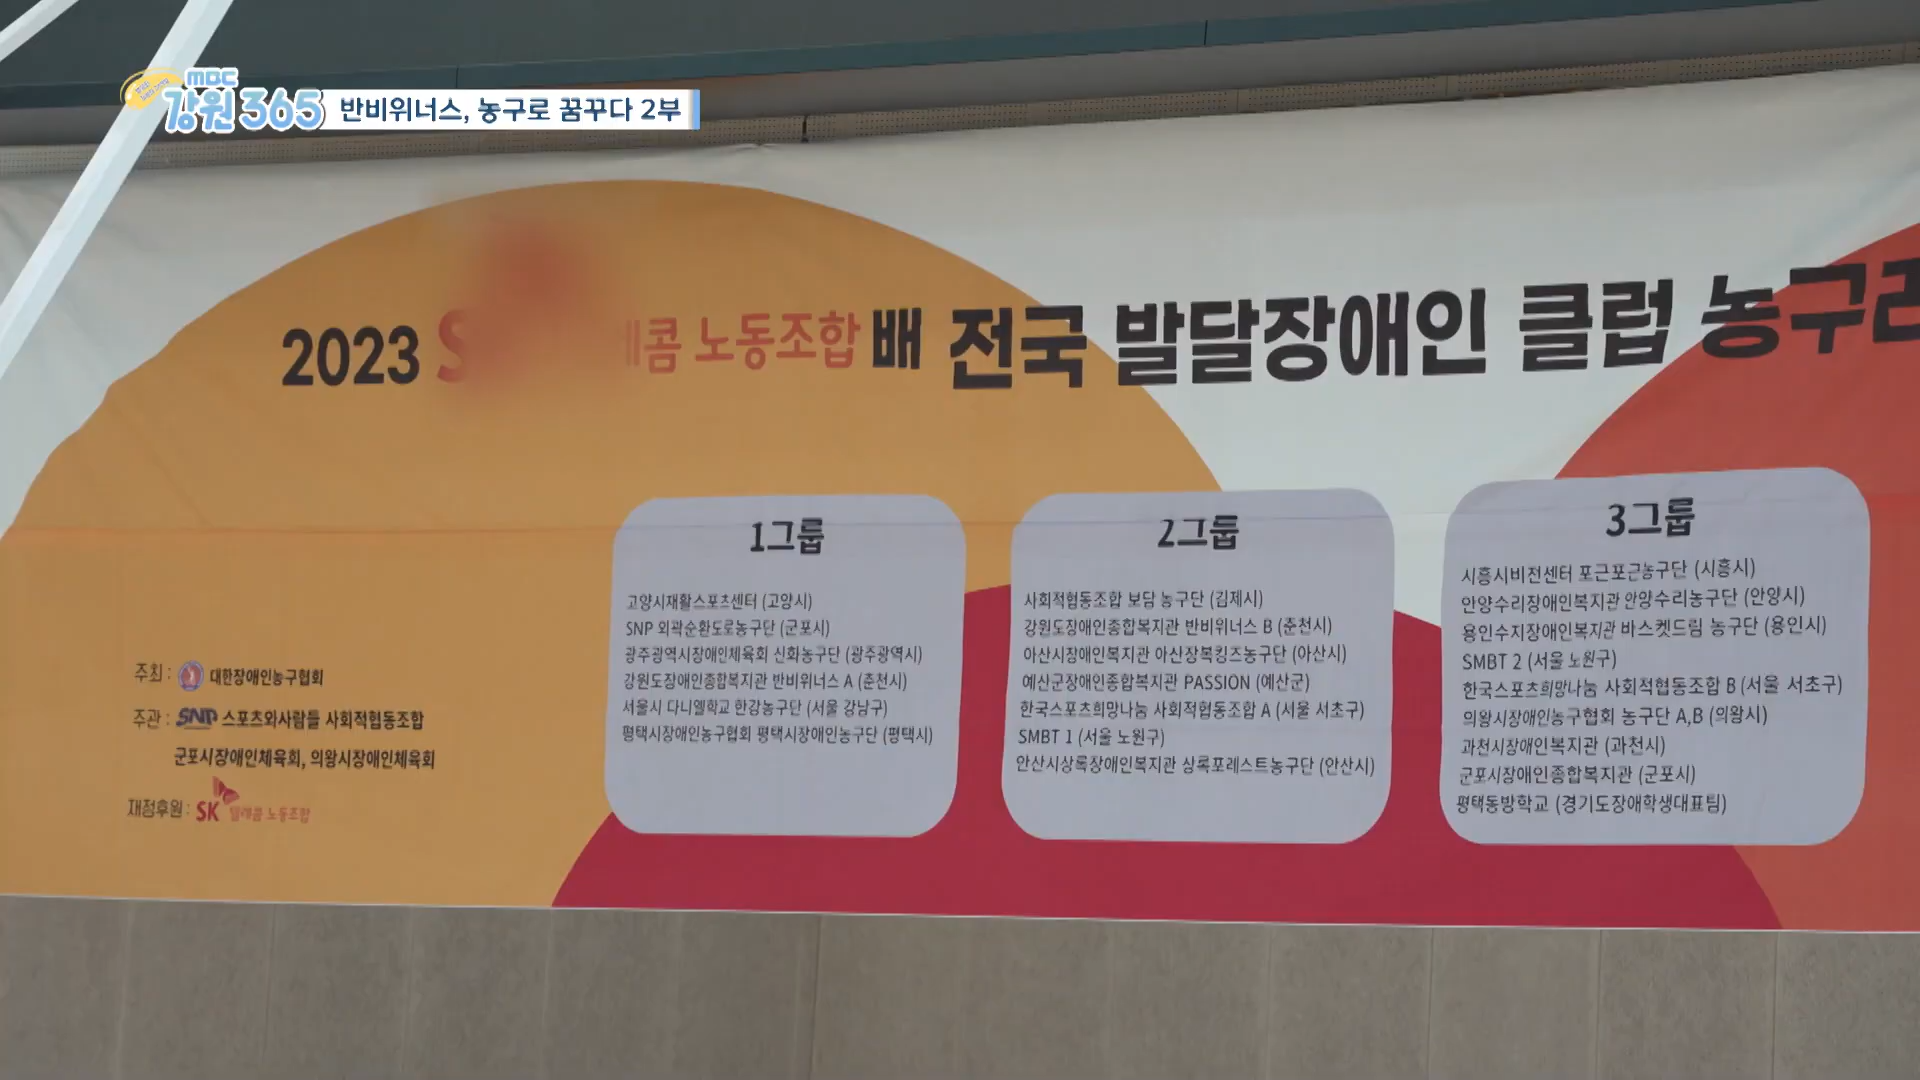 MBC
강원365
반비위너스, 농구로 꿈꾸다 2부
2023 S 콤 노동조합배 전국 발달장애인 클럽 농구리
1그룹
고양시재활스포츠센터 (고양시)
SNP 외곽순환도로농구단 (군포시)
광주광역시장애인체육회 신화농구단 (광주광역시)
강원도장애인종합복지관 반비위너스 A (춘천시)
서울시 다니엘학교 한강농구단 (서울 강남구)
평택시장애인농구협회 평택시장애인농구단 (평택시)
2그룹
사회적협동조합 보담 농구단 (김제시)
강원도장애인종합복지관 반비위너스 B (춘천시)
아산시장애인복지관 아산장복킹즈농구단 (아산시)
예산군장애인종합복지관 PASSION (예산군)
한국스포츠희망나눔 사회적협동조합 A (서울 서초구)
SMBT 1 (서울 노원구)
안산시상록장애인복지관 상록포레스트농구단 (안산시)
3그룹
시흥시비전센터 포근포근농구단 (시흥시)
안양수리장애인복지관 안양수리농구단 (안양시)
용인수지장애인복지관 바스켓드림 농구단 (용인시)
SMBT 2 (서울 노원구)
한국스포츠희망나눔 사회적협동조합 B (서울 서초구)
의왕시장애인농구협회 농구단 A,B (의왕시)
과천시장애인복지관 (과천시)
군포시장애인종합복지관 (군포시)
평택동방학교 (경기도장애학생대표팀)
주최 : 대한장애인농구협회
주관 : SNP 스포츠와사람들 사회적협동조합
군포시장애인체육회, 의왕시장애인체육회
재정후원 : SK 텔레콤 노동조합